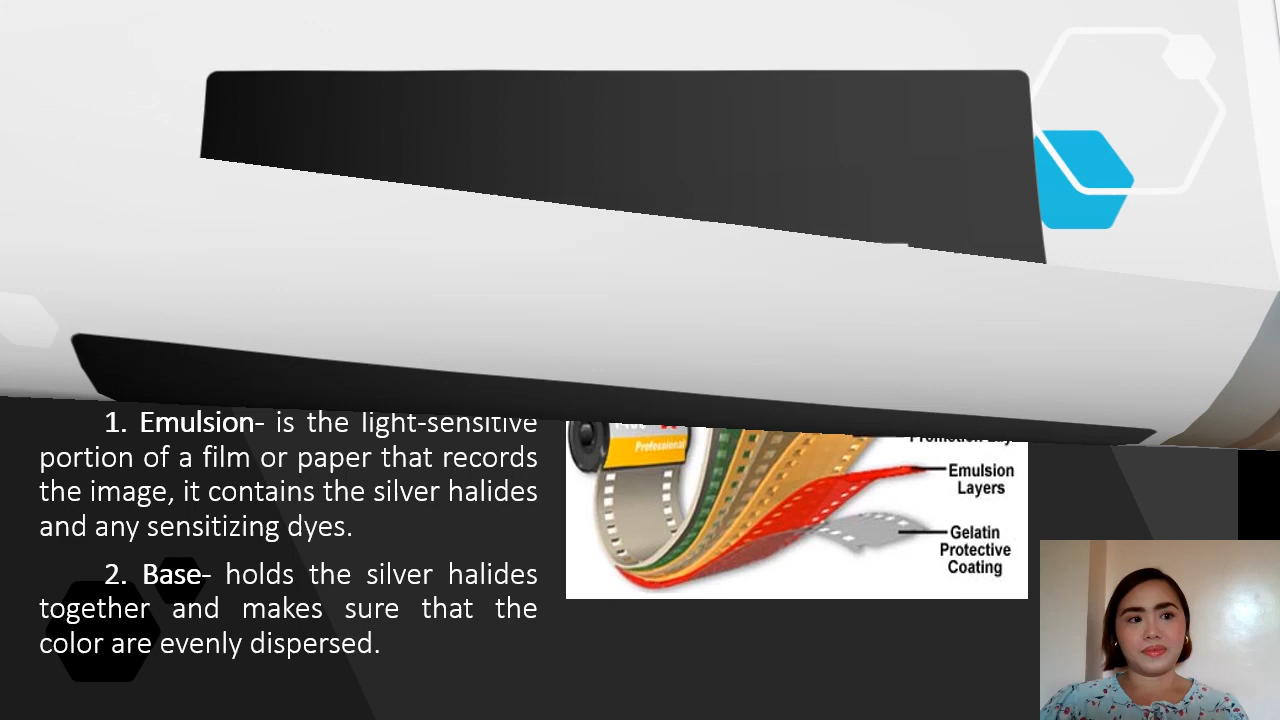 1. Emulsion- is the light-sensitive
portion of a film or paper that records
the image, it contains the silver halides
and any sensitizing dyes.
2. Base- holds the silver halides
together and makes sure that the
color are evenly dispersed.
Professional
Emulsion
Layers
Gelatin
Protective
Coating